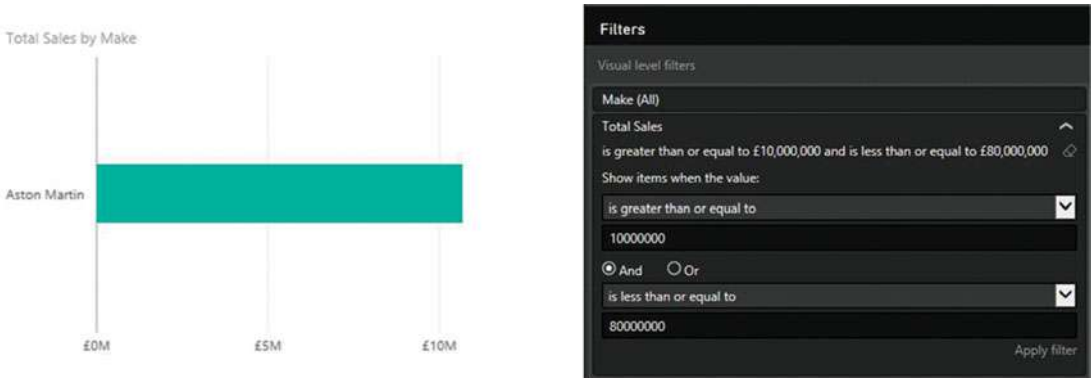 Total Sales by Make
Aston Martin
£0M
£5M
£10M
Filters
Visual level filters
Make (All)
Total Sales
is greater than or equal to £10,000,000 and is less than or equal to £80,000,000
Show items when the value:
is greater than or equal to
10000000
And Or
is less than or equal to
80000000
Apply filter